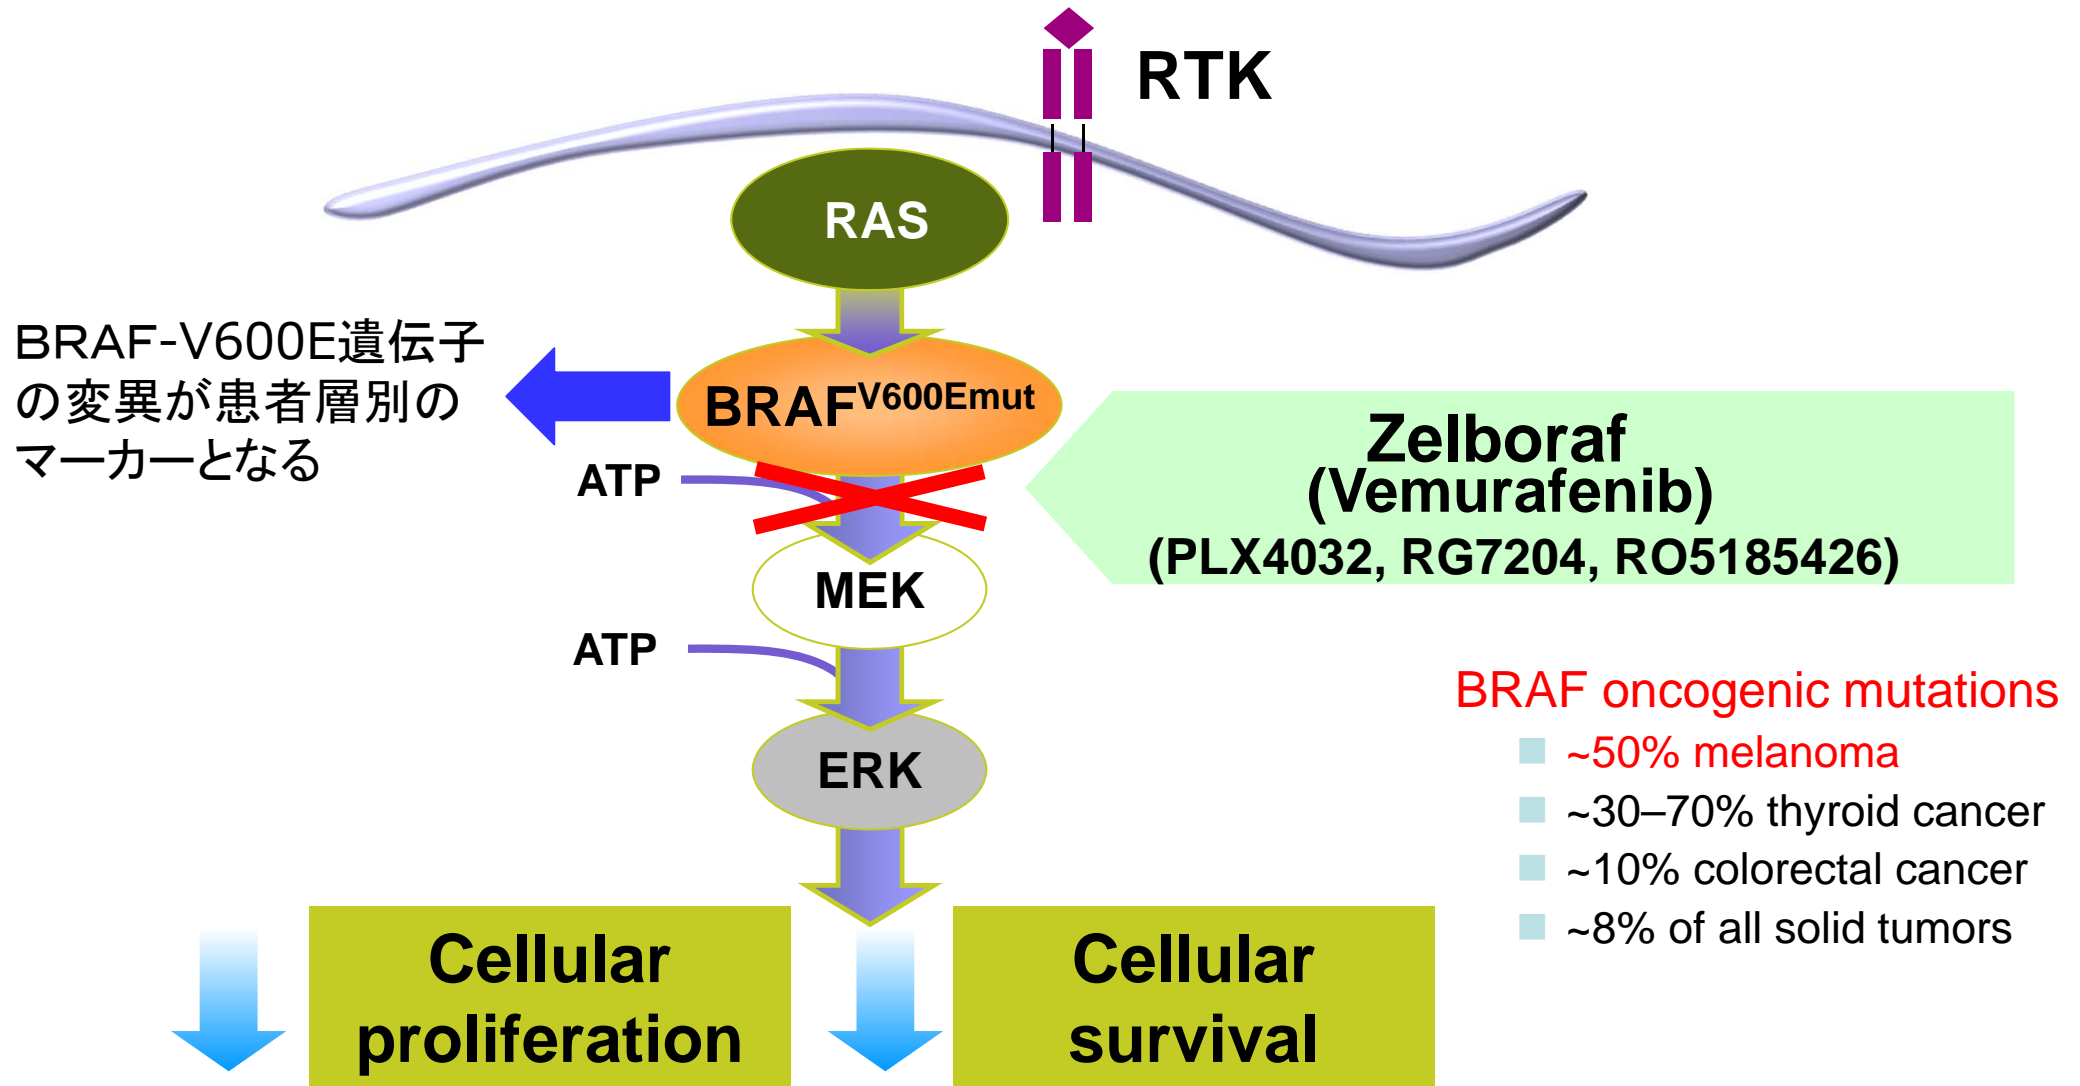 RTK
RAS
BRAF-V600E遺伝子
の変異が患者層別の
マーカーとなる
BRAFV600Emut
Zelboraf
(Vemurafenib)
(PLX4032, RG7204, RO5185426)
ATP
MEK
ATP
ERK
BRAF oncogenic mutations
~50% melanoma
~30–70% thyroid cancer
~10% colorectal cancer
~8% of all solid tumors
Cellular
proliferation
Cellular
survival